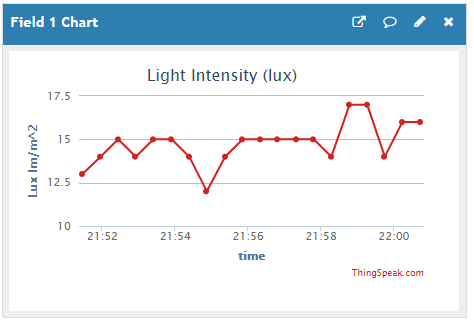 Field 1 Chart
Light Intensity (lux)
17.5
15
12.5
10
Lux lm/m^2
21:52 21:54 21:56 21:58 22:00
time
ThingSpeak.com